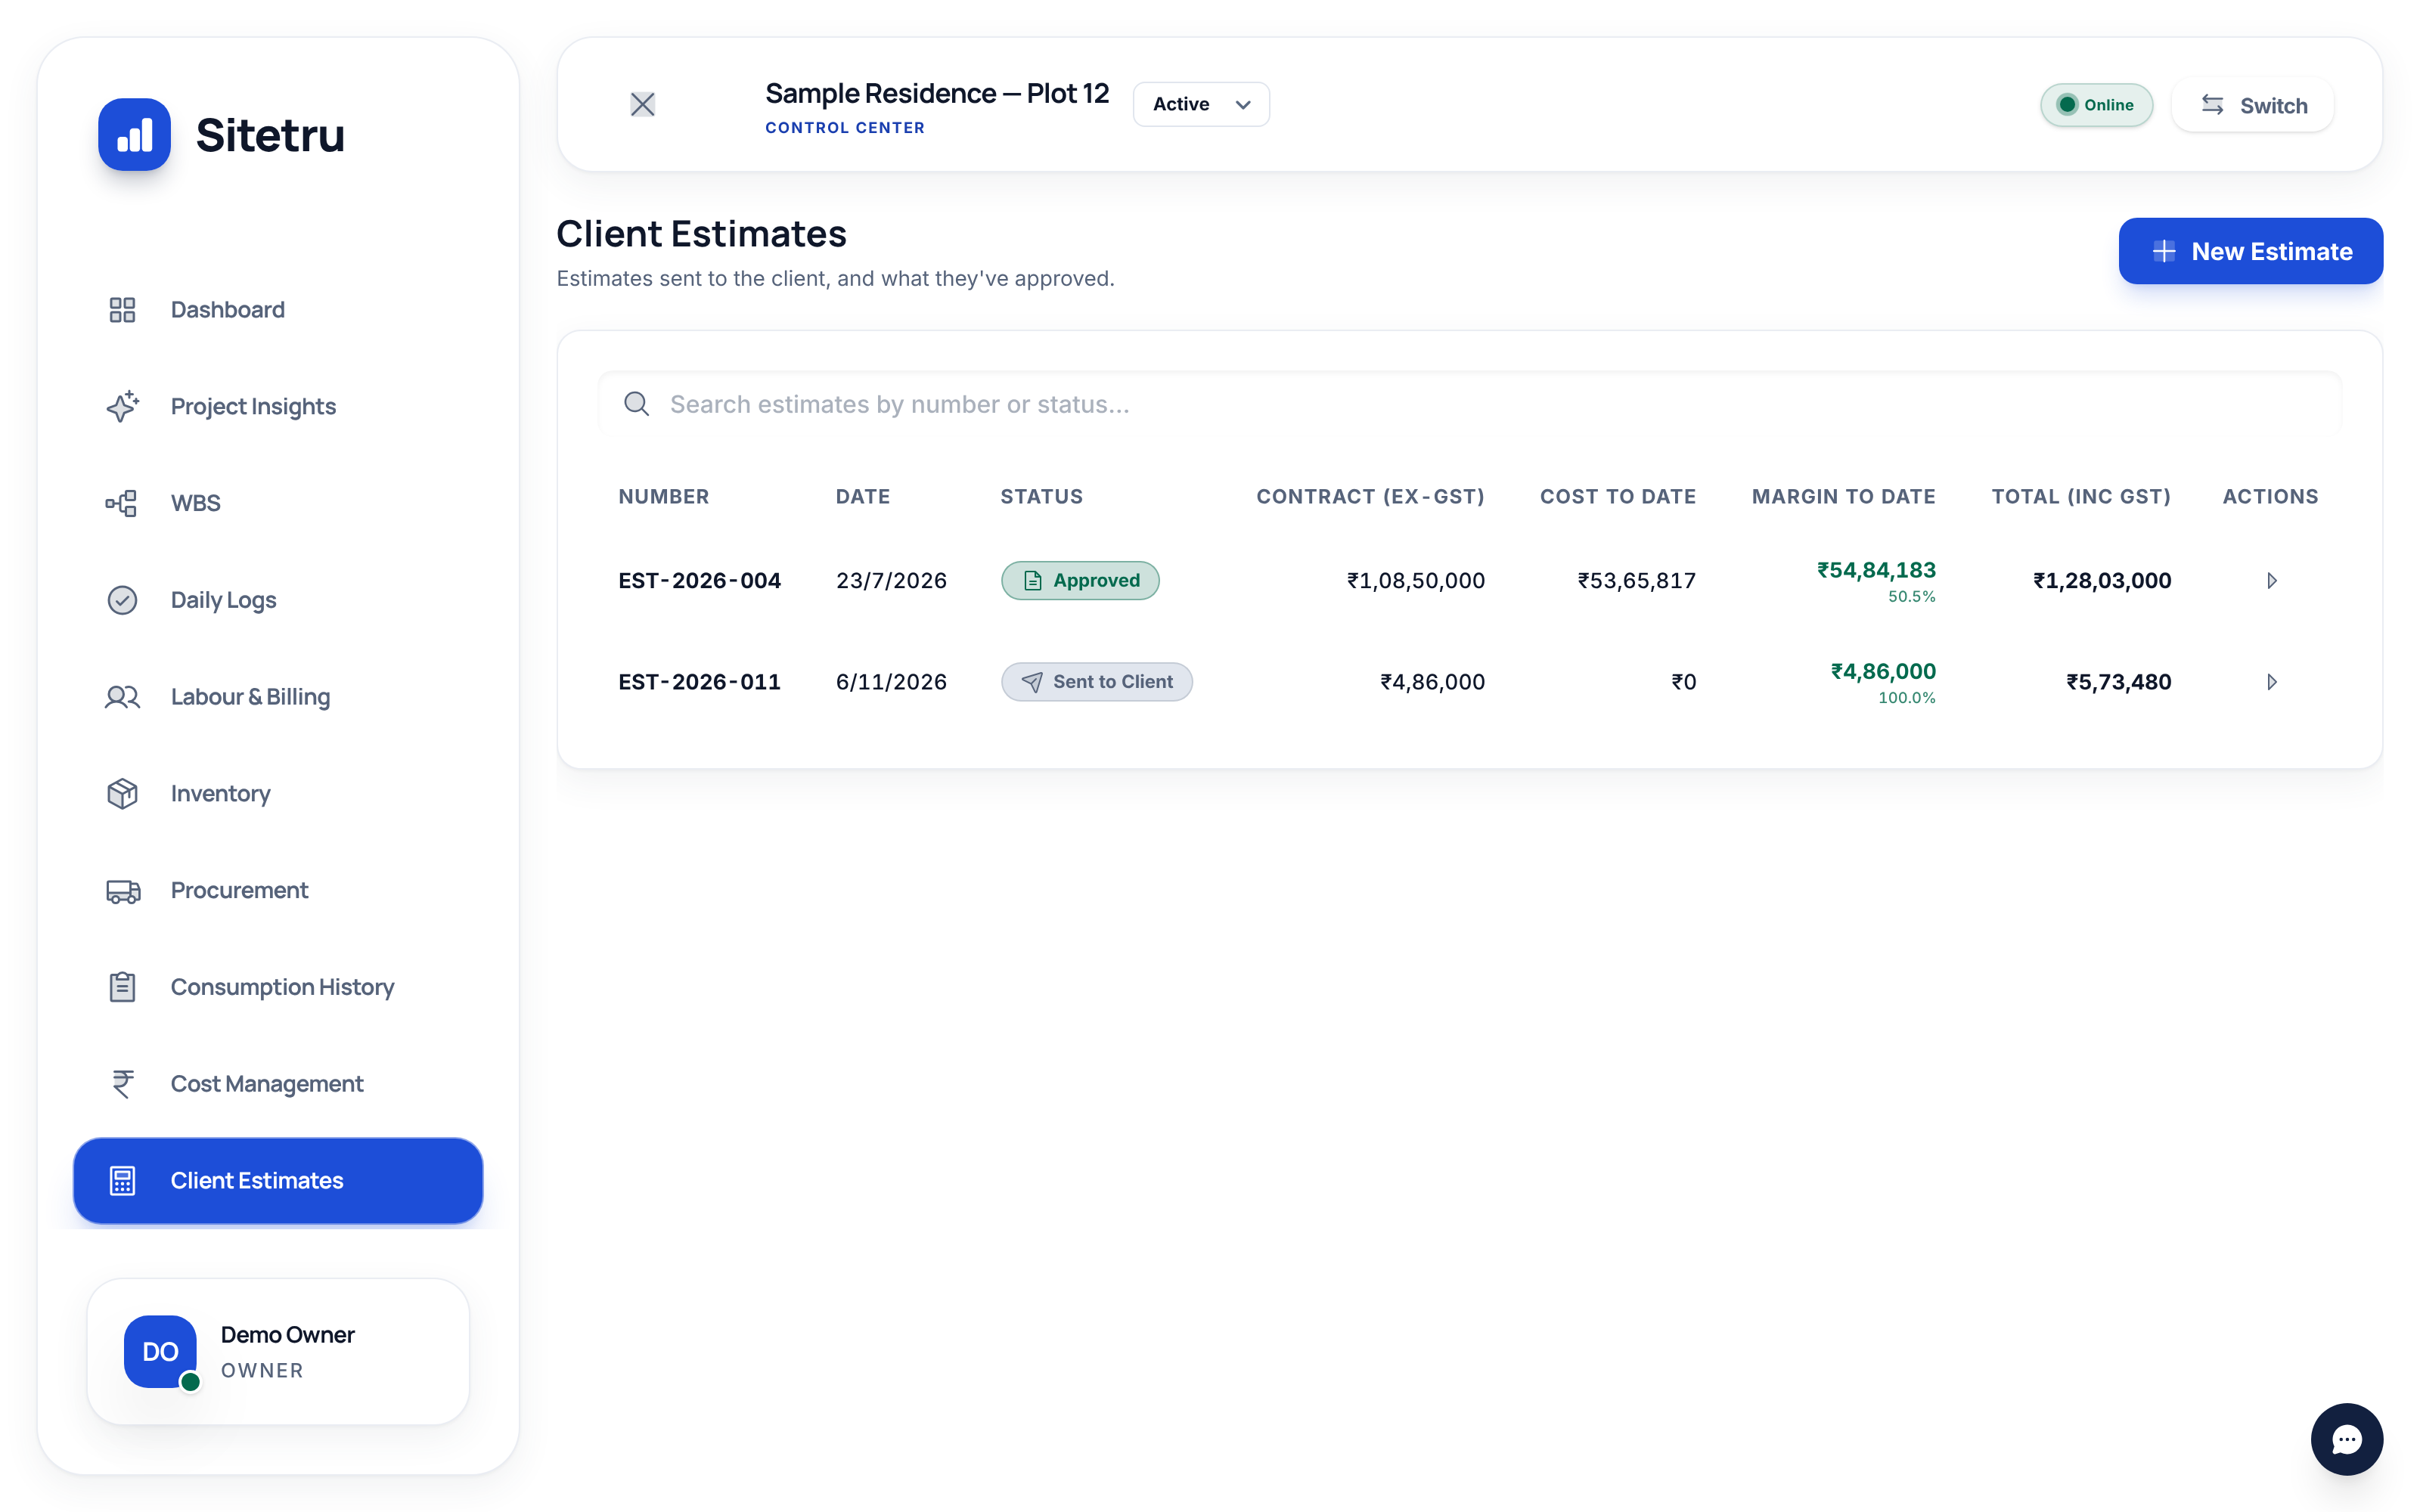 Sitetru
Dashboard
Project Insights
WBS
Daily Logs
Labour & Billing
Inventory
Procurement
Consumption History
Cost Management
Client Estimates
DO
Demo Owner
OWNER
Sample Residence — Plot 12
CONTROL CENTER
Active
Online
Switch
Client Estimates
Estimates sent to the client, and what they've approved.
New Estimate
Search estimates by number or status...
NUMBER DATE STATUS CONTRACT (EX-GST) COST TO DATE MARGIN TO DATE TOTAL (INC GST) ACTIONS
EST-2026-004 23/7/2026 Approved ₹1,08,50,000 ₹53,65,817 ₹54,84,183 ₹1,28,03,000
50.5%
EST-2026-011 6/11/2026 Sent to Client ₹4,86,000 ₹0 ₹4,86,000 ₹5,73,480
100.0%